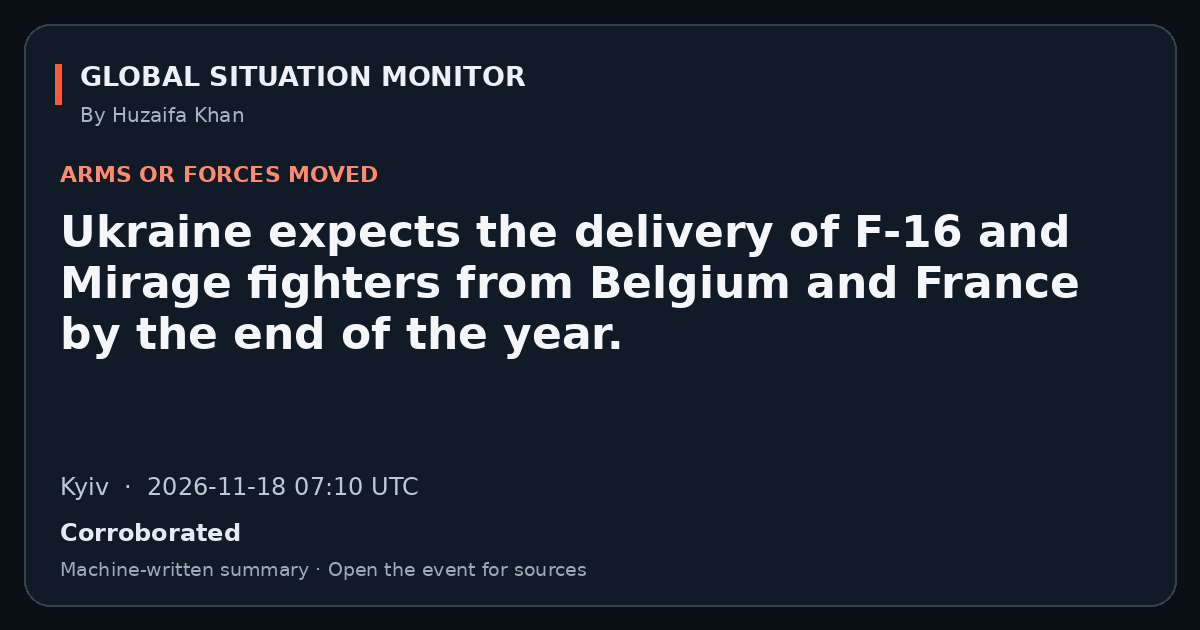 GLOBAL SITUATION MONITOR
By Huzaifa Khan
ARMS OR FORCES MOVED
Ukraine expects the delivery of F-16 and
Mirage fighters from Belgium and France
by the end of the year.
Kyiv · 2026-11-18 07:10 UTC
Corroborated
Machine-written summary · Open the event for sources